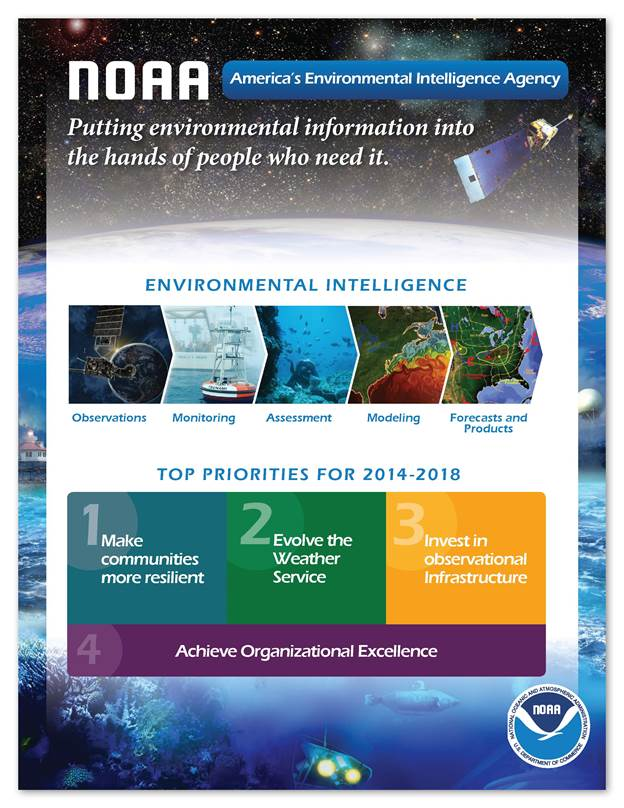 NOAA
America's Environmental Intelligence Agency
Putting environmental information into
the hands of people who need it.
ENVIRONMENTAL INTELLIGENCE
TSUNAMI
Observations
Monitoring
Assessment
Modeling
Forecasts and
Products
TOP PRIORITIES FOR 2014-2018
1
Make
communities
more resilient
2
Evolve the
Weather
Service
3
Invest in
observational
Infrastructure
4
Achieve Organizational Excellence
NATIONAL OCEANIC AND ATMOSPHERIC ADMINISTRATION
NOAA
U.S. DEPARTMENT OF COMMERCE